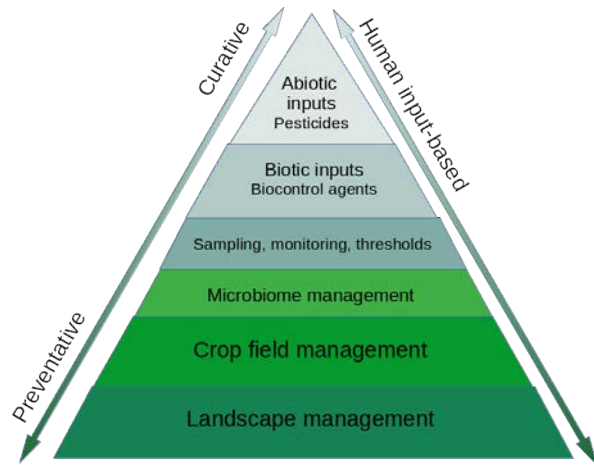 Curative
Human input-based
Abiotic
inputs
Pesticides
Biotic inputs
Biocontrol agents
Sampling, monitoring, thresholds
Microbiome management
Preventative
Crop field management
Landscape management